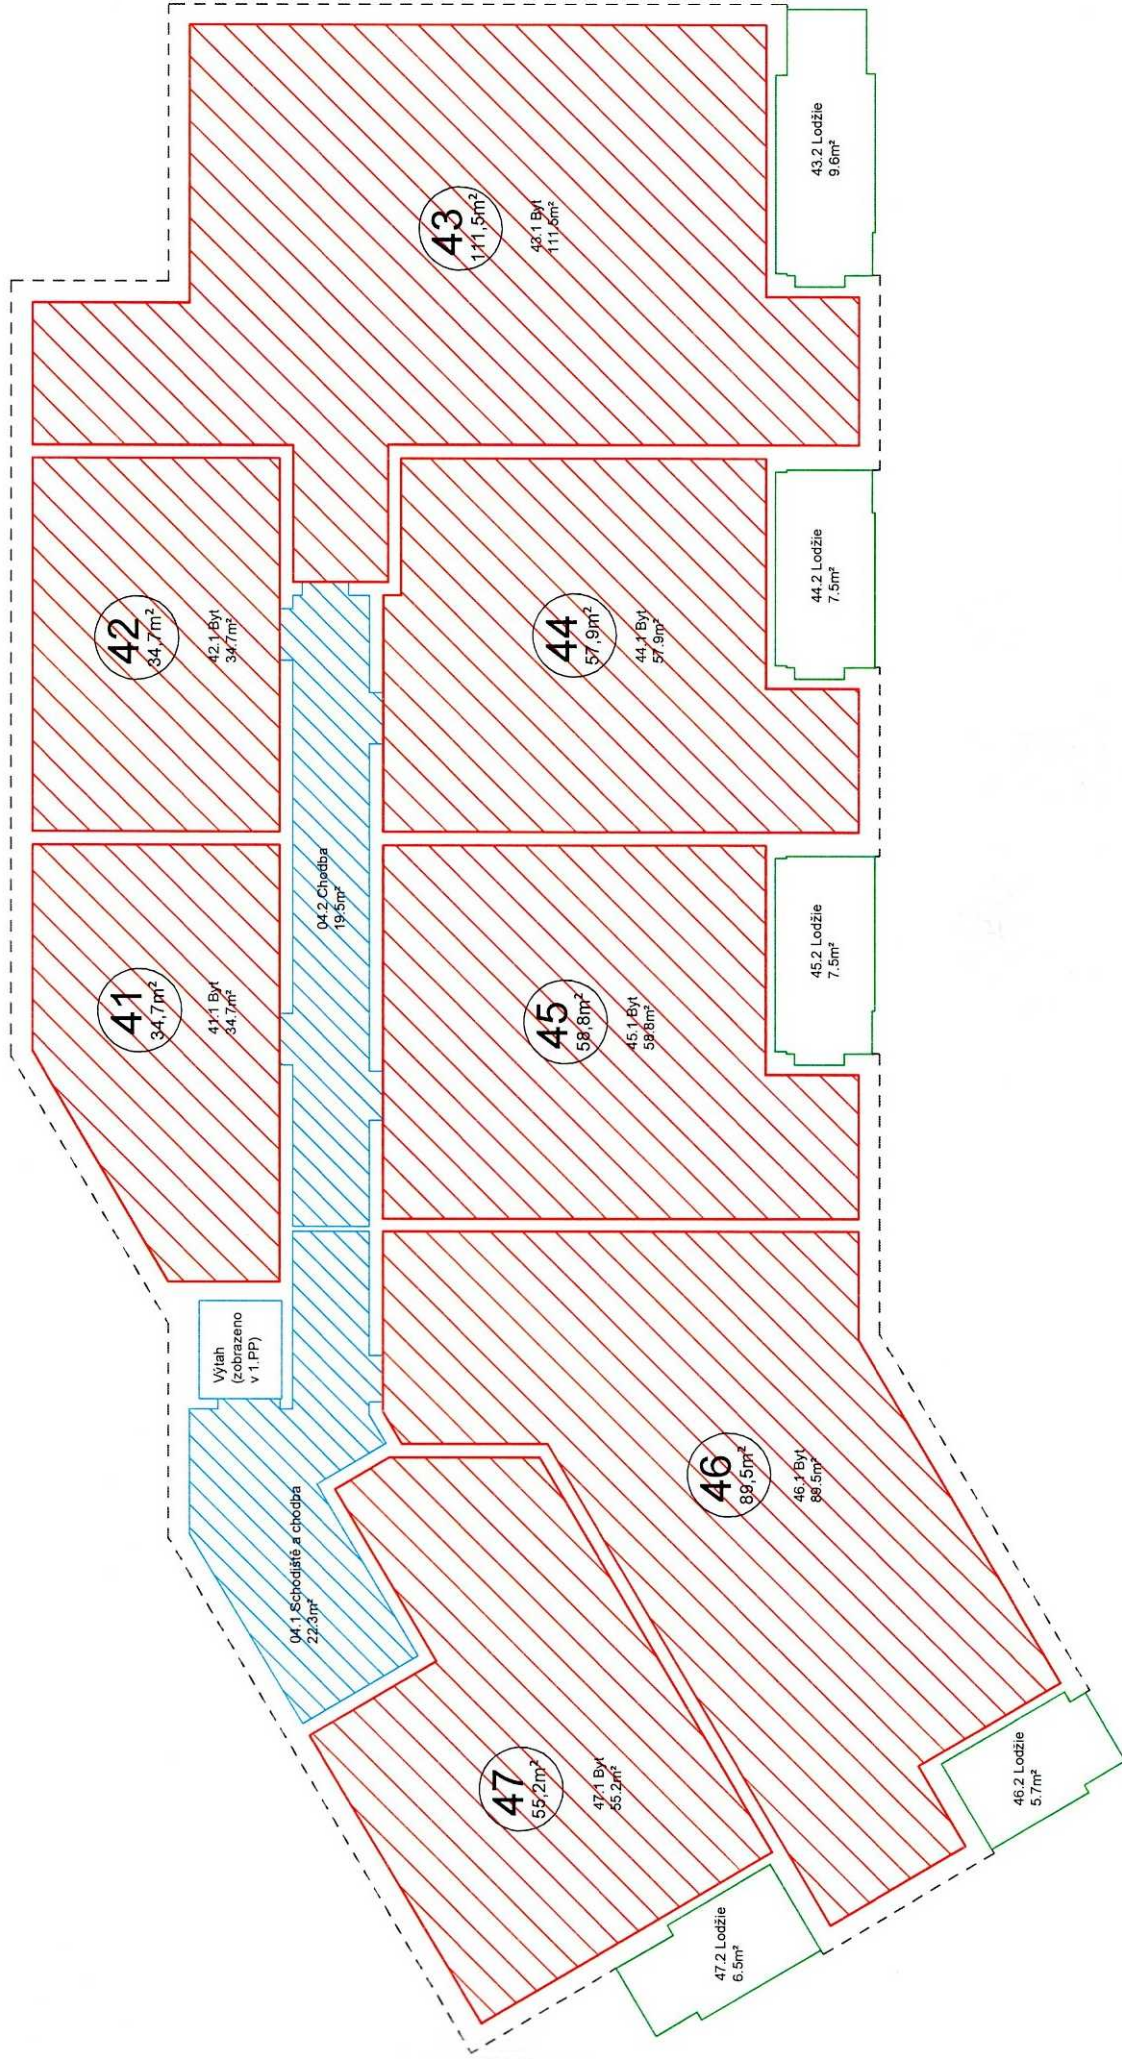 43
111,5m²
43.1 Byt
111.5m²
43.2 Lodžie
9.6m²
42
34,7m²
42.1 Byt
34.7m²
44
57,9m²
44.1 Byt
57.9m²
44.2 Lodžie
7.5m²
41
34,7m²
41.1 Byt
34.7m²
04.2 Chodba
19.5m²
45
58,8m²
45.1 Byt
58.8m²
45.2 Lodžie
7.5m²
Výtah
(zobrazeno
v 1.PP)
04.1 Schodiště a chodba
22.3m²
46
89,5m²
46.1 Byt
89.5m²
46.2 Lodžie
5.7m²
47
55,2m²
47.1 Byt
55.2m²
47.2 Lodžie
6.5m²